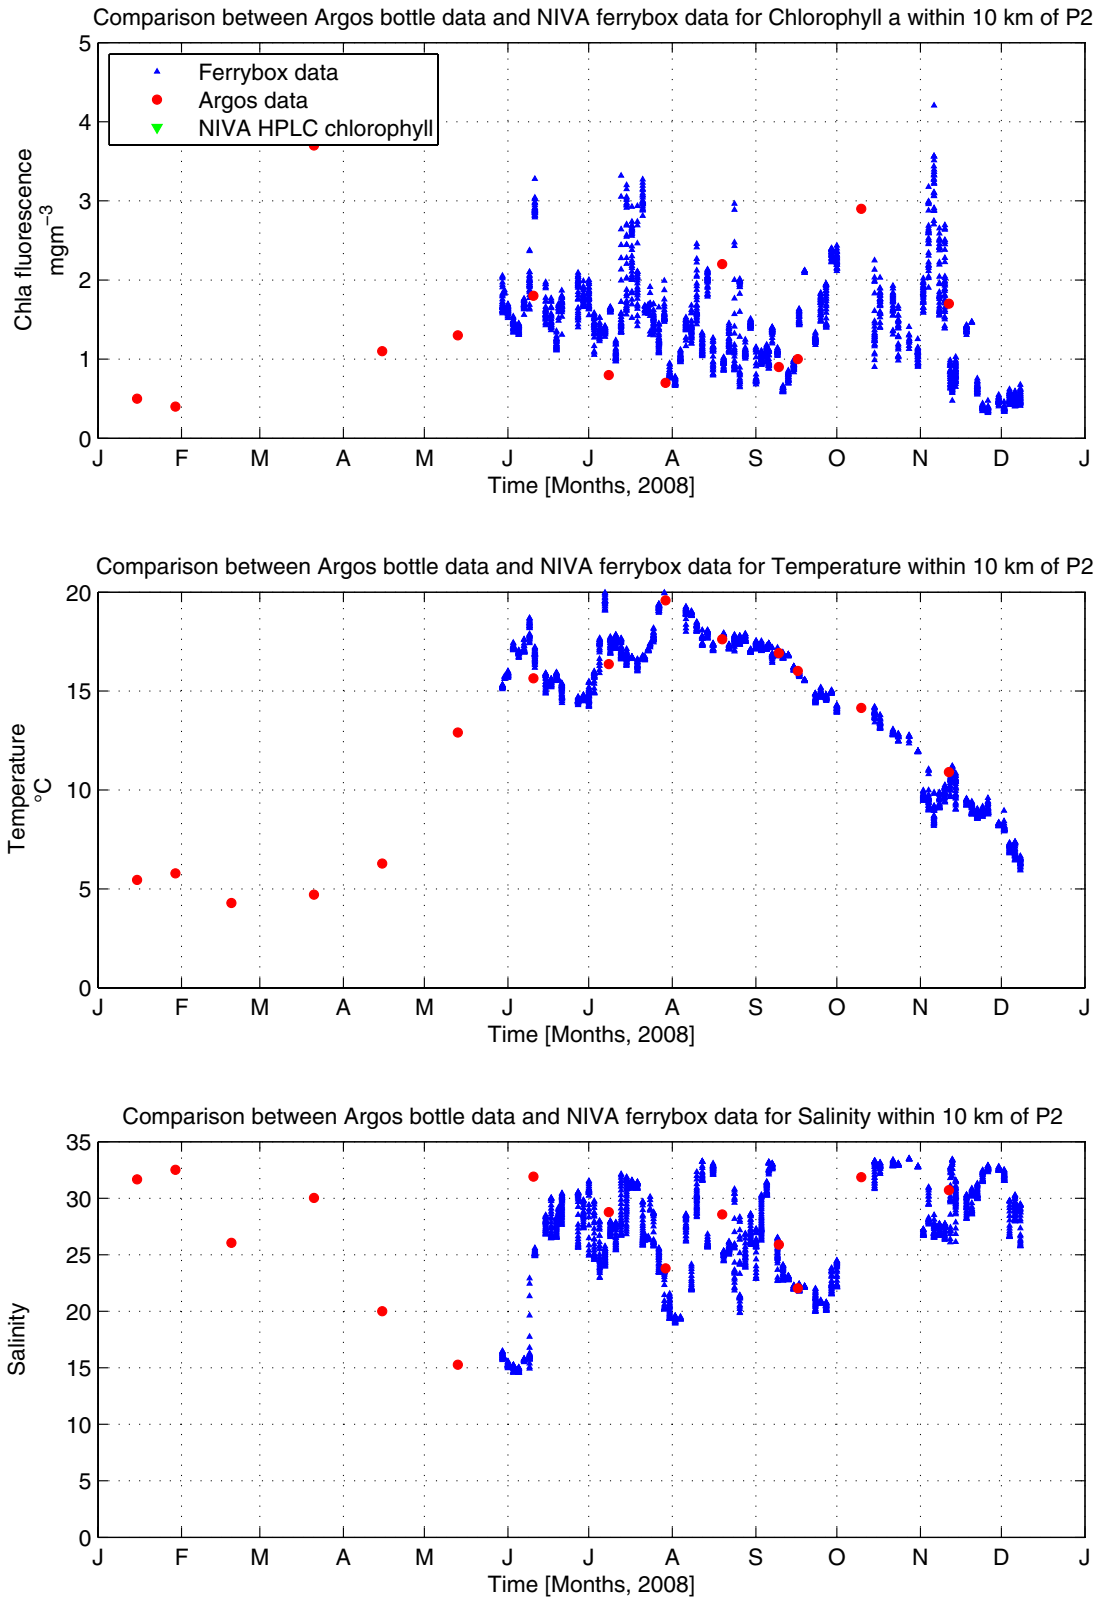 Comparison between Argos bottle data and NIVA ferrybox data for Chlorophyll a within 10 km of P2
5
4
3
2
1
0
Chla fluorescence
mgm−3
Ferrybox data
Argos data
NIVA HPLC chlorophyll
J F M A M J J A S O N D J
Time [Months, 2008]
Comparison between Argos bottle data and NIVA ferrybox data for Temperature within 10 km of P2
20
15
10
5
0
Temperature
°C
J F M A M J J A S O N D J
Time [Months, 2008]
Comparison between Argos bottle data and NIVA ferrybox data for Salinity within 10 km of P2
35
30
25
20
15
10
5
0
Salinity
J F M A M J J A S O N D J
Time [Months, 2008]